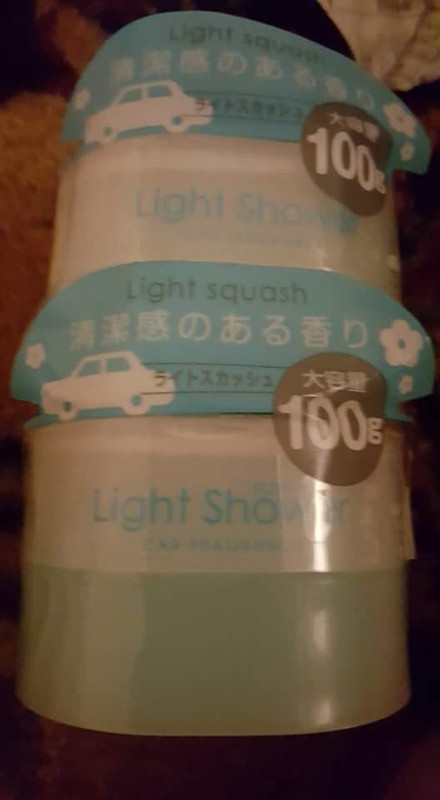 Light squash
清潔感のある香り
ライトスカッシュ
大容量
100g
Light Shower
Light squash
清潔感のある香り
ライトスカッシュ
大容量
100g
Light Shower
CAR